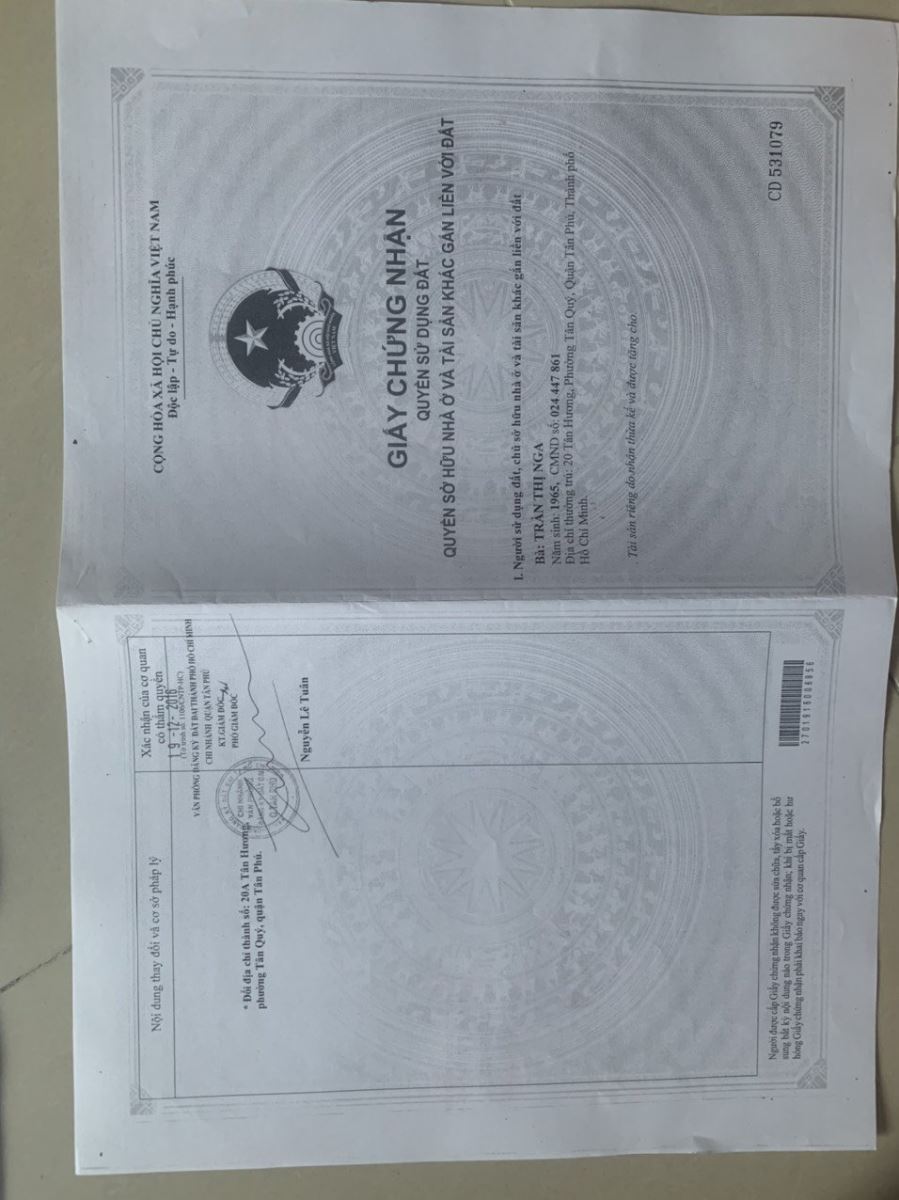 CỘNG HÒA XÃ HỘI CHỦ NGHĨA VIỆT NAM
Độc lập - Tự do - Hạnh phúc
VIỆT NAM
GIẤY CHỨNG NHẬN
QUYỀN SỬ DỤNG ĐẤT
QUYỀN SỞ HỮU NHÀ Ở VÀ TÀI SẢN KHÁC GẮN LIỀN VỚI ĐẤT
I. Người sử dụng đất, chủ sở hữu nhà ở và tài sản khác gắn liền với đất
Bà: TRẦN THỊ NGA
Năm sinh: 1965, CMND số: 024 447 861
Địa chỉ thường trú: 20 Tân Hương, Phường Tân Quý, Quận Tân Phú, Thành phố
Hồ Chí Minh.
Tài sản riêng do nhận thừa kế và được tặng cho.
CD 531079
Nội dung thay đổi và cơ sở pháp lý
Xác nhận của cơ quan
có thẩm quyền
19 -12- 2016
VĂN PHÒNG ĐĂNG KÝ ĐẤT ĐAI THÀNH PHỐ HỒ CHÍ MINH
CHI NHÁNH QUẬN TÂN PHÚ
KT.GIÁM ĐỐC
PHÓ GIÁM ĐỐC
CHI NHÁNH
Q.TÂN PHÚ
* Đổi địa chỉ thành số: 20A Tân Hương,
phường Tân Quý, quận Tân Phú.
Nguyễn Lê Tuấn
Người được cấp Giấy chứng nhận không được sửa chữa, tẩy xóa hoặc bổ
sung bất kỳ nội dung nào trong Giấy chứng nhận; khi bị mất hoặc hư
hỏng Giấy chứng nhận phải khai báo ngay với cơ quan cấp Giấy.